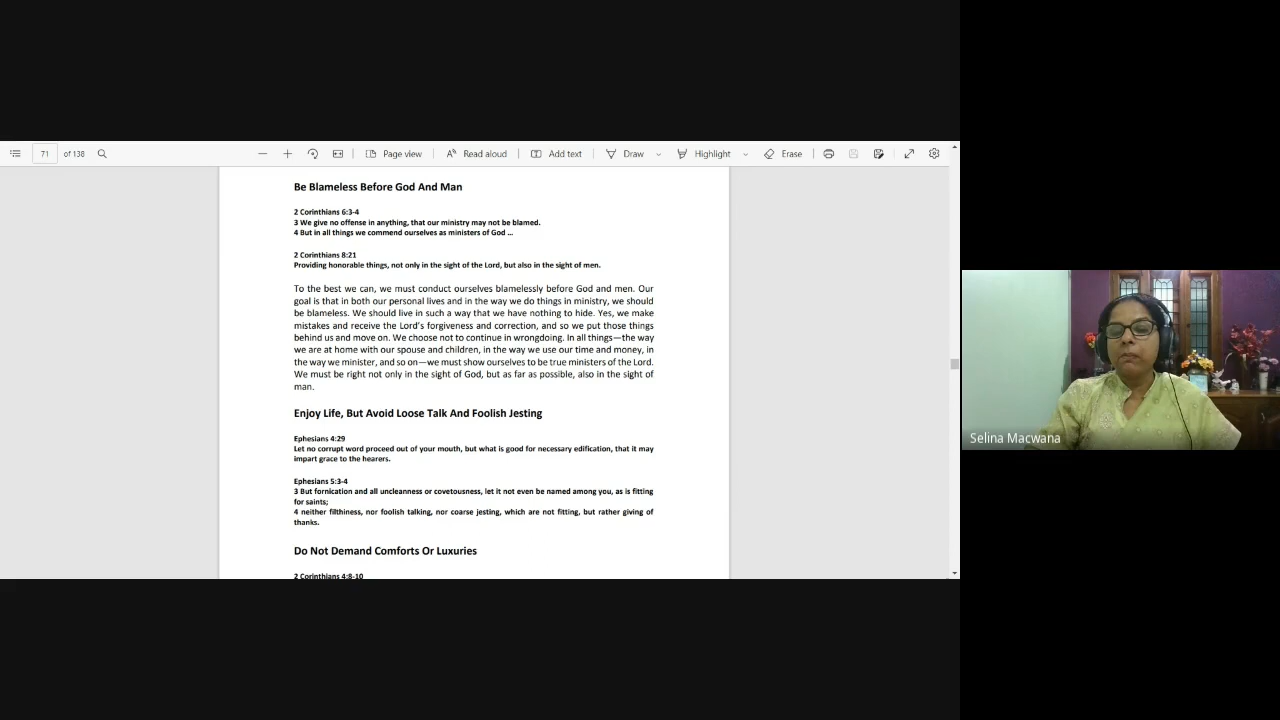 71 of 138 Page view Read aloud Add text Draw Highlight Erase
Be Blameless Before God And Man
2 Corinthians 6:3-4
3 We give no offense in anything, that our ministry may not be blamed.
4 But in all things we commend ourselves as ministers of God ...
2 Corinthians 8:21
Providing honorable things, not only in the sight of the Lord, but also in the sight of men.
To the best we can, we must conduct ourselves blamelessly before God and men. Our
goal is that in both our personal lives and in the way we do things in ministry, we should
be blameless. We should live in such a way that we have nothing to hide. Yes, we make
mistakes and receive the Lord's forgiveness and correction, and so we put those things
behind us and move on. We choose not to continue in wrongdoing. In all things—the way
we are at home with our spouse and children, in the way we use our time and money, in
the way we minister, and so on—we must show ourselves to be true ministers of the Lord.
We must be right not only in the sight of God, but as far as possible, also in the sight of
man.
Enjoy Life, But Avoid Loose Talk And Foolish Jesting
Ephesians 4:29
Let no corrupt word proceed out of your mouth, but what is good for necessary edification, that it may
impart grace to the hearers.
Ephesians 5:3-4
3 But fornication and all uncleanness or covetousness, let it not even be named among you, as is fitting
for saints;
4 neither filthiness, nor foolish talking, nor coarse jesting, which are not fitting, but rather giving of
thanks.
Do Not Demand Comforts Or Luxuries
2 Corinthians 4:8-10
Selina Macwana